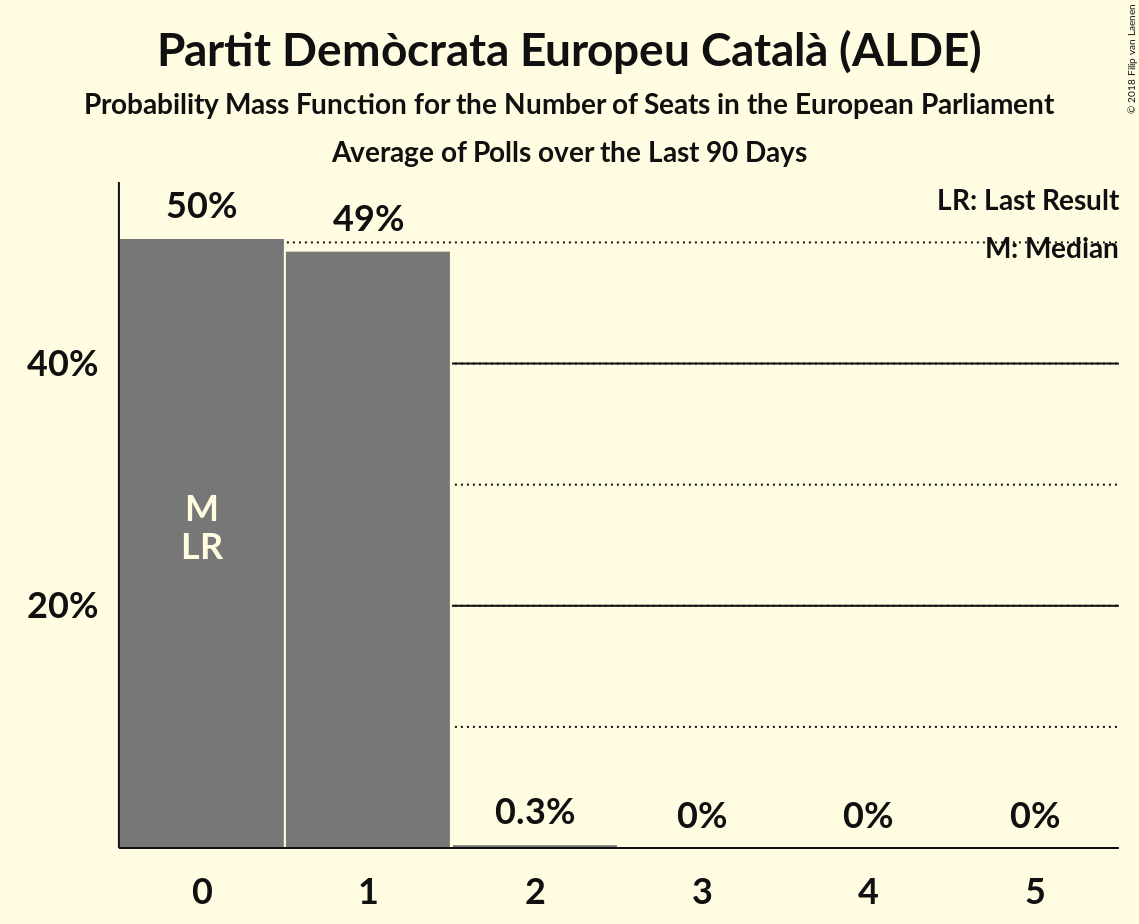 Partit Demòcrata Europeu Català (ALDE)
Probability Mass Function for the Number of Seats in the European Parliament
Average of Polls over the Last 90 Days
© 2018 Filip van Laenen
LR: Last Result
M: Median
50%
49%
40%
M
LR
20%
0.3%
0%
0%
0%
0
1
2
3
4
5